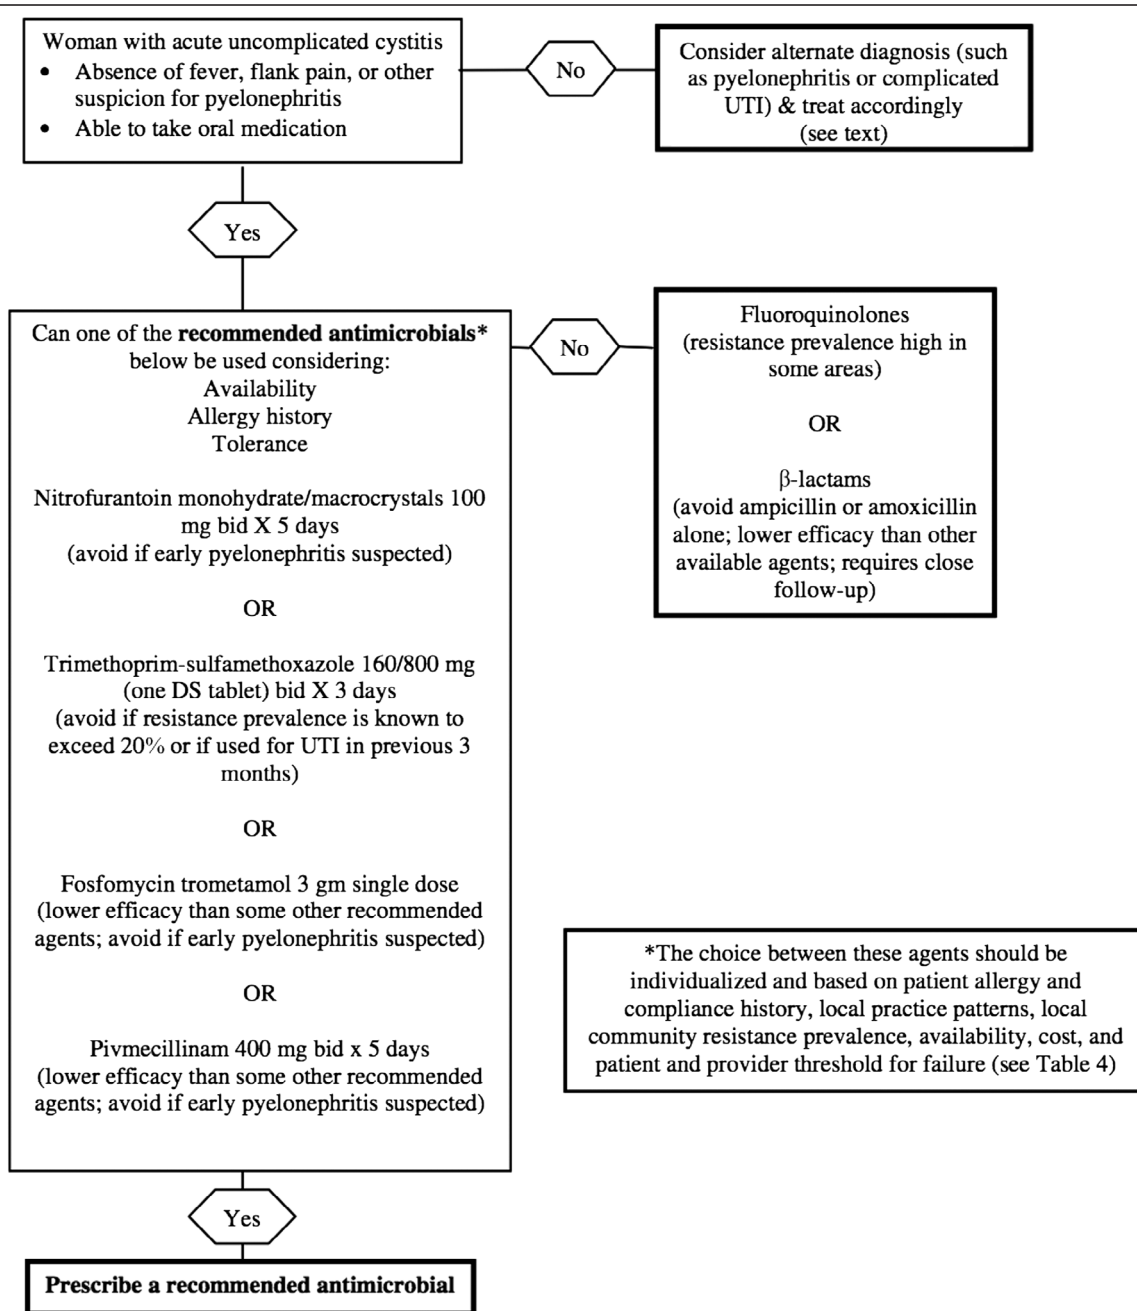 Woman with acute uncomplicated cystitis
• Absence of fever, flank pain, or other
suspicion for pyelonephritis
• Able to take oral medication
No
Consider alternate diagnosis (such
as pyelonephritis or complicated
UTI) & treat accordingly
(see text)
Yes
Can one of the recommended antimicrobials*
below be used considering:
Availability
Allergy history
Tolerance
Nitrofurantoin monohydrate/macrocrystals 100
mg bid X 5 days
(avoid if early pyelonephritis suspected)
OR
Trimethoprim-sulfamethoxazole 160/800 mg
(one DS tablet) bid X 3 days
(avoid if resistance prevalence is known to
exceed 20% or if used for UTI in previous 3
months)
OR
Fosfomycin trometamol 3 gm single dose
(lower efficacy than some other recommended
agents; avoid if early pyelonephritis suspected)
OR
Pivmecillinam 400 mg bid x 5 days
(lower efficacy than some other recommended
agents; avoid if early pyelonephritis suspected)
No
Fluoroquinolones
(resistance prevalence high in
some areas)
OR
β-lactams
(avoid ampicillin or amoxicillin
alone; lower efficacy than other
available agents; requires close
follow-up)
*The choice between these agents should be
individualized and based on patient allergy and
compliance history, local practice patterns, local
community resistance prevalence, availability, cost, and
patient and provider threshold for failure (see Table 4)
Yes
Prescribe a recommended antimicrobial